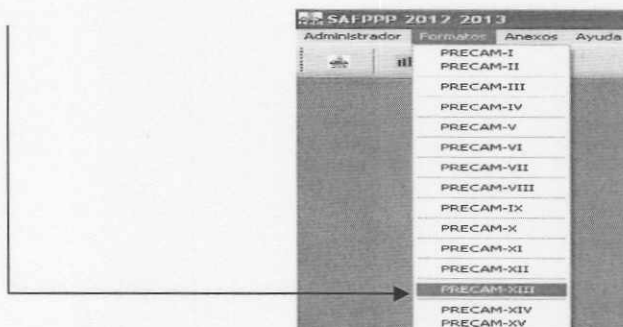 SAFPPP 2012-2013
Administrador Formatos Anexos Ayuda
PRECAM-I
PRECAM-II
PRECAM-III
PRECAM-IV
PRECAM-V
PRECAM-VI
PRECAM-VII
PRECAM-VIII
PRECAM-IX
PRECAM-X
PRECAM-XI
PRECAM-XII
PRECAM-XIII
PRECAM-XIV
PRECAM-XV